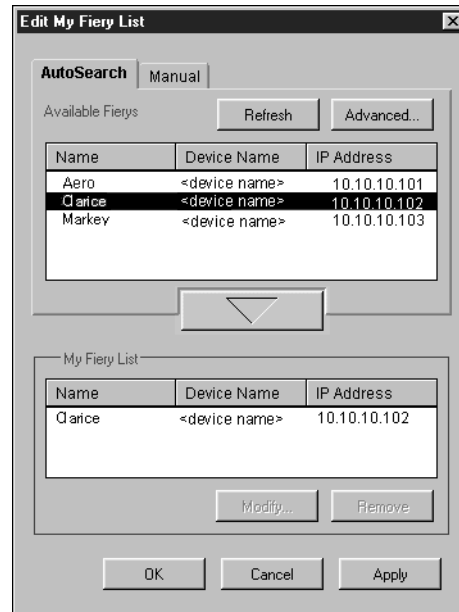 Edit My Fiery List
AutoSearch Manual
Available Fierys Refresh Advanced...
Name Device Name IP Address
Aero <device name> 10.10.10.101
Clarice <device name> 10.10.10.102
Markey <device name> 10.10.10.103
My Fiery List
Name Device Name IP Address
Clarice <device name> 10.10.10.102
Modify... Remove
OK Cancel Apply